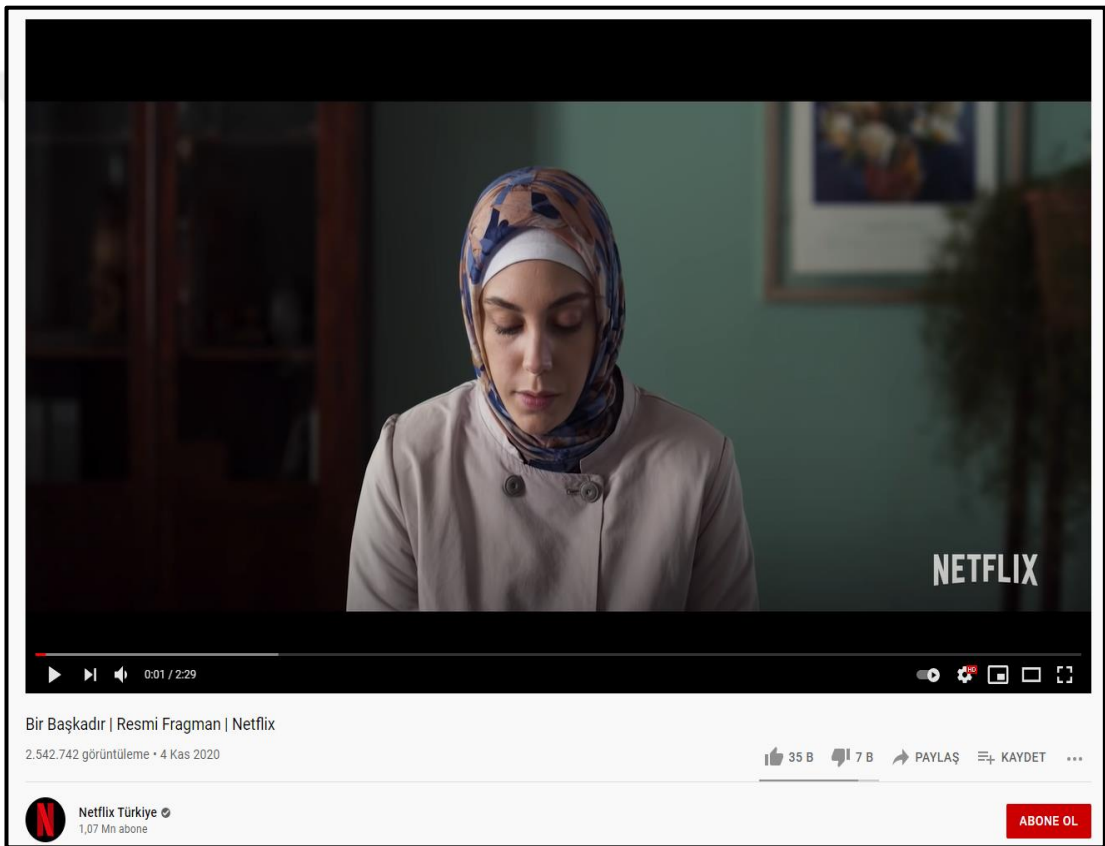 NETFLIX
0:01 / 2:29
HD
Bir Başkadır | Resmi Fragman | Netflix
2.542.742 görüntüleme • 4 Kas 2020
35 B 7 B PAYLAŞ KAYDET
N
Netflix Türkiye
1,07 Mn abone
ABONE OL